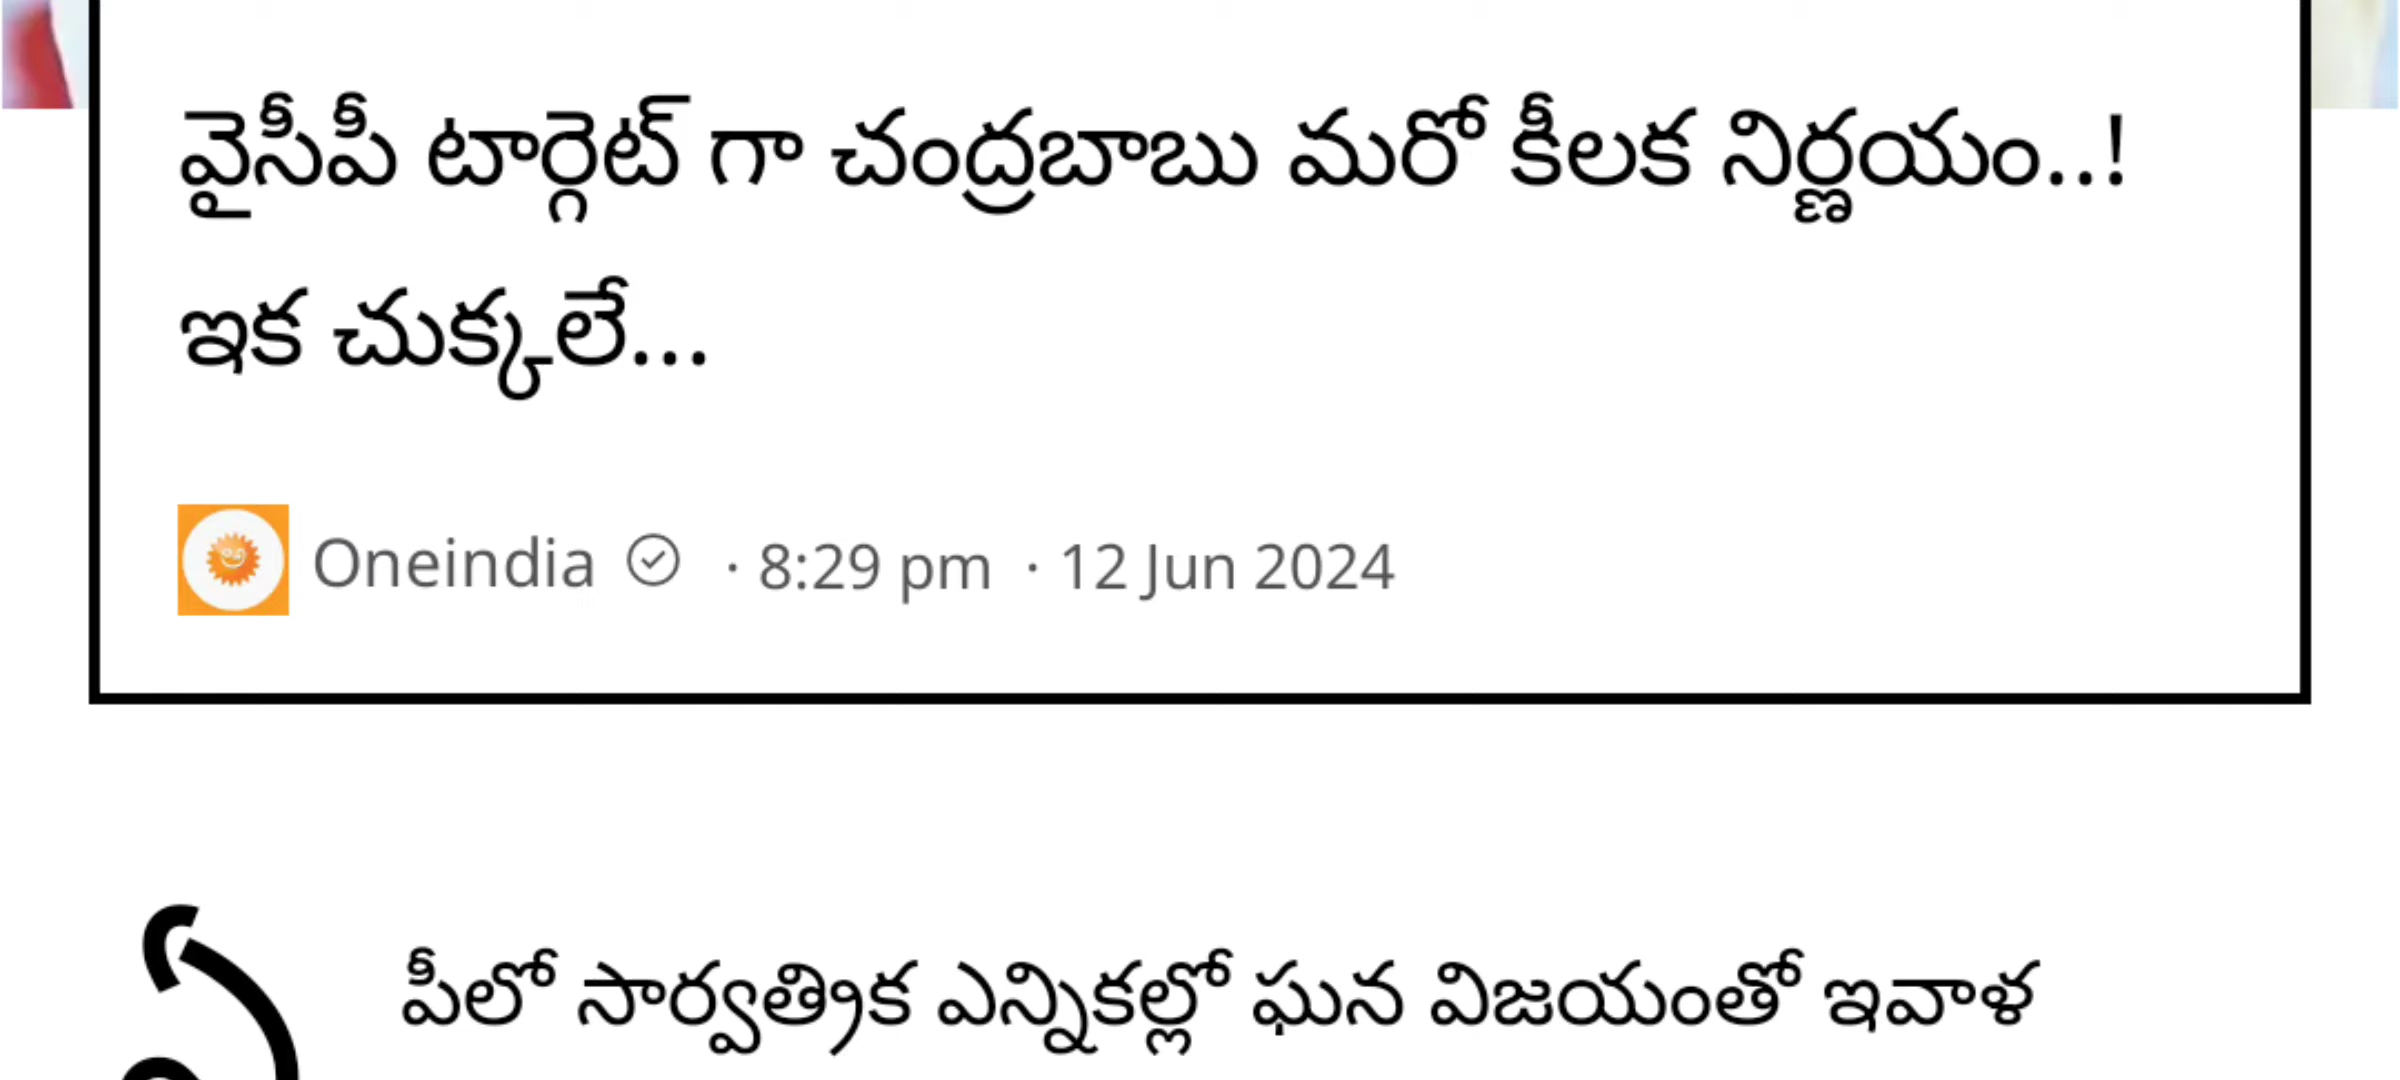 వైసీపీ టార్గెట్ గా చంద్రబాబు మరో కీలక నిర్ణయం..!
ఇక చుక్కలే...
Oneindia · 8:29 pm · 12 Jun 2024
పీలో సార్వత్రిక ఎన్నికల్లో ఘన విజయంతో ఇవాళ